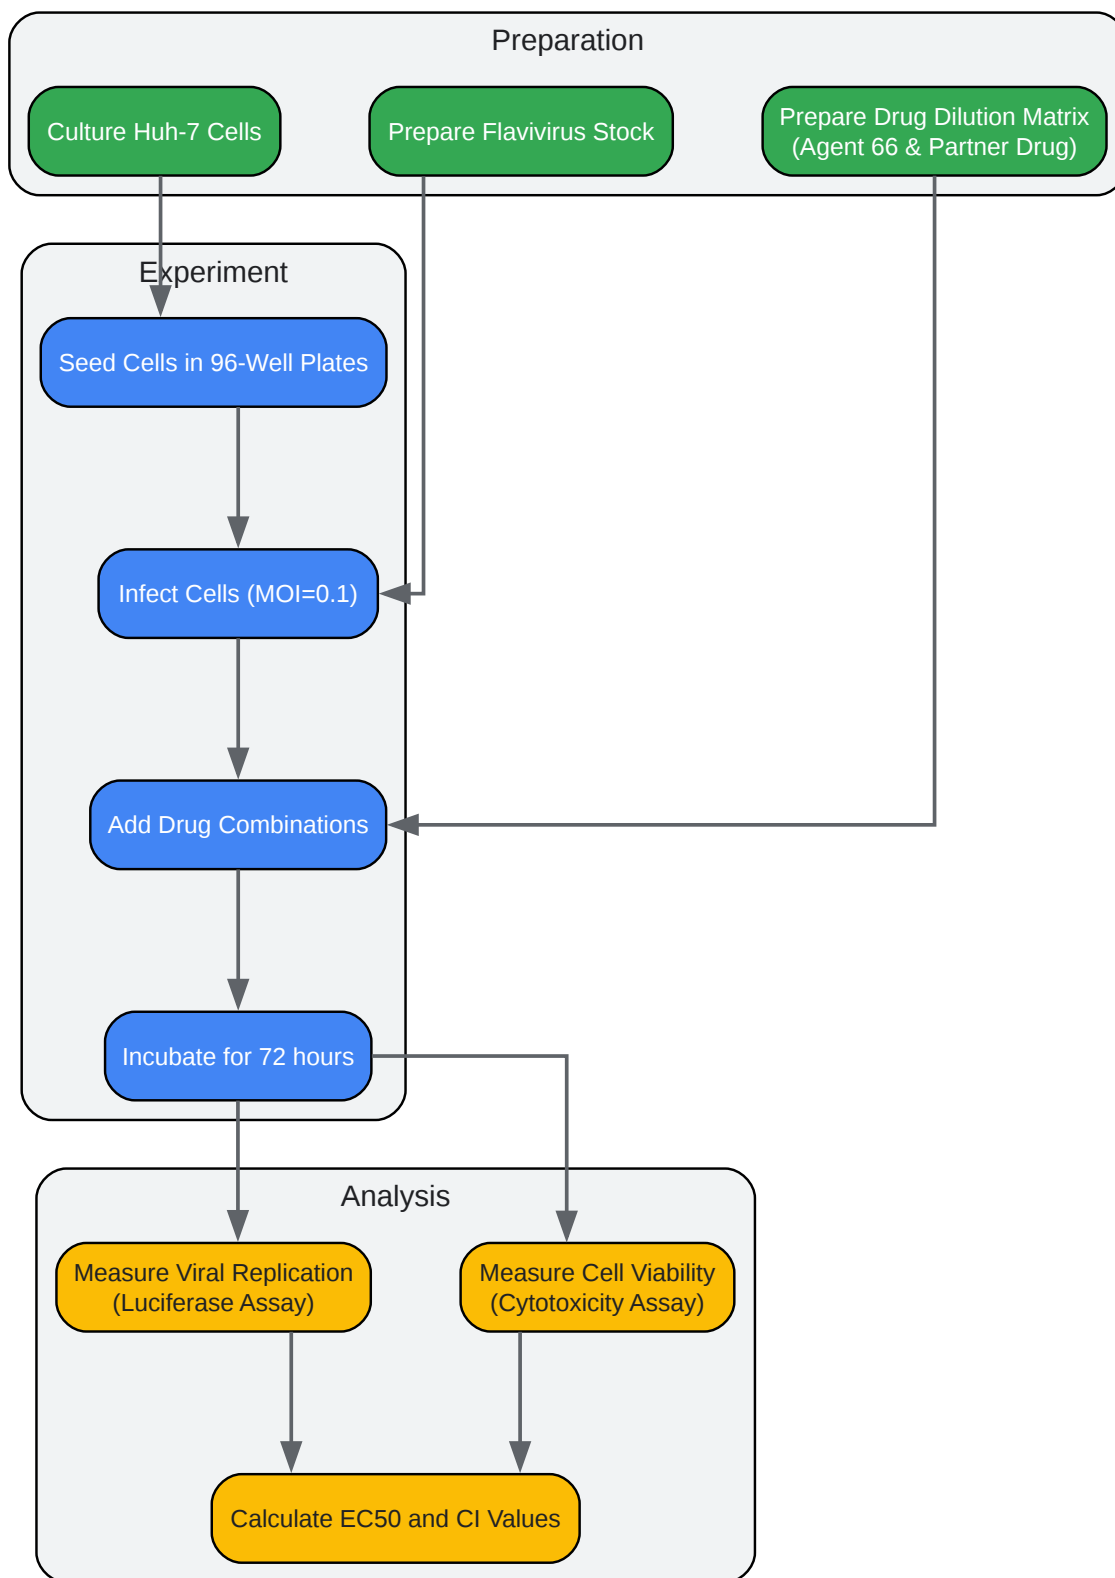 Preparation
Culture Huh-7 Cells
Prepare Flavivirus Stock
Prepare Drug Dilution Matrix
(Agent 66 & Partner Drug)
Experiment
Seed Cells in 96-Well Plates
Infect Cells (MOI=0.1)
Add Drug Combinations
Incubate for 72 hours
Analysis
Measure Viral Replication
(Luciferase Assay)
Measure Cell Viability
(Cytotoxicity Assay)
Calculate EC50 and CI Values